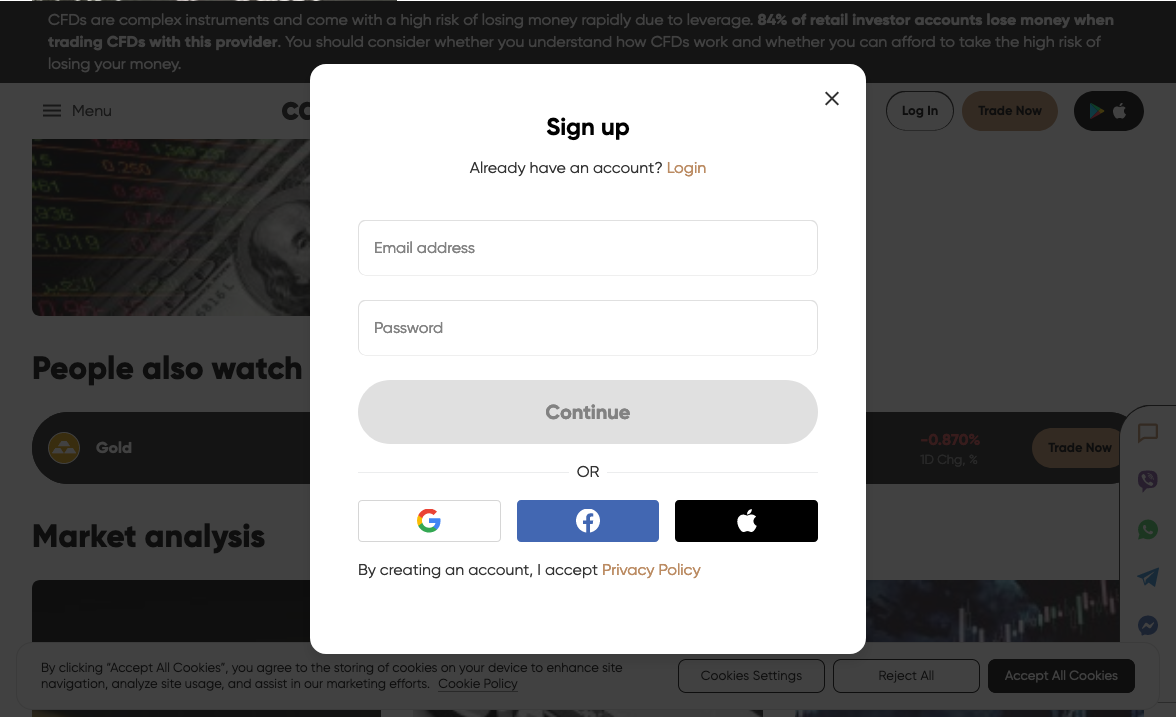 CFDs are complex instruments and come with a high risk of losing money rapidly due to leverage. 84% of retail investor accounts lose money when
trading CFDs with this provider. You should consider whether you understand how CFDs work and whether you can afford to take the high risk of
losing your money.
Menu
Log In
Trade Now
Sign up
Already have an account? Login
Email address
Password
Continue
OR
By creating an account, I accept Privacy Policy
People also watch
Gold
-0.870%
1D Chg, %
Trade Now
Market analysis
By clicking "Accept All Cookies", you agree to the storing of cookies on your device to enhance site
navigation, analyze site usage, and assist in our marketing efforts. Cookie Policy
Cookies Settings
Reject All
Accept All Cookies